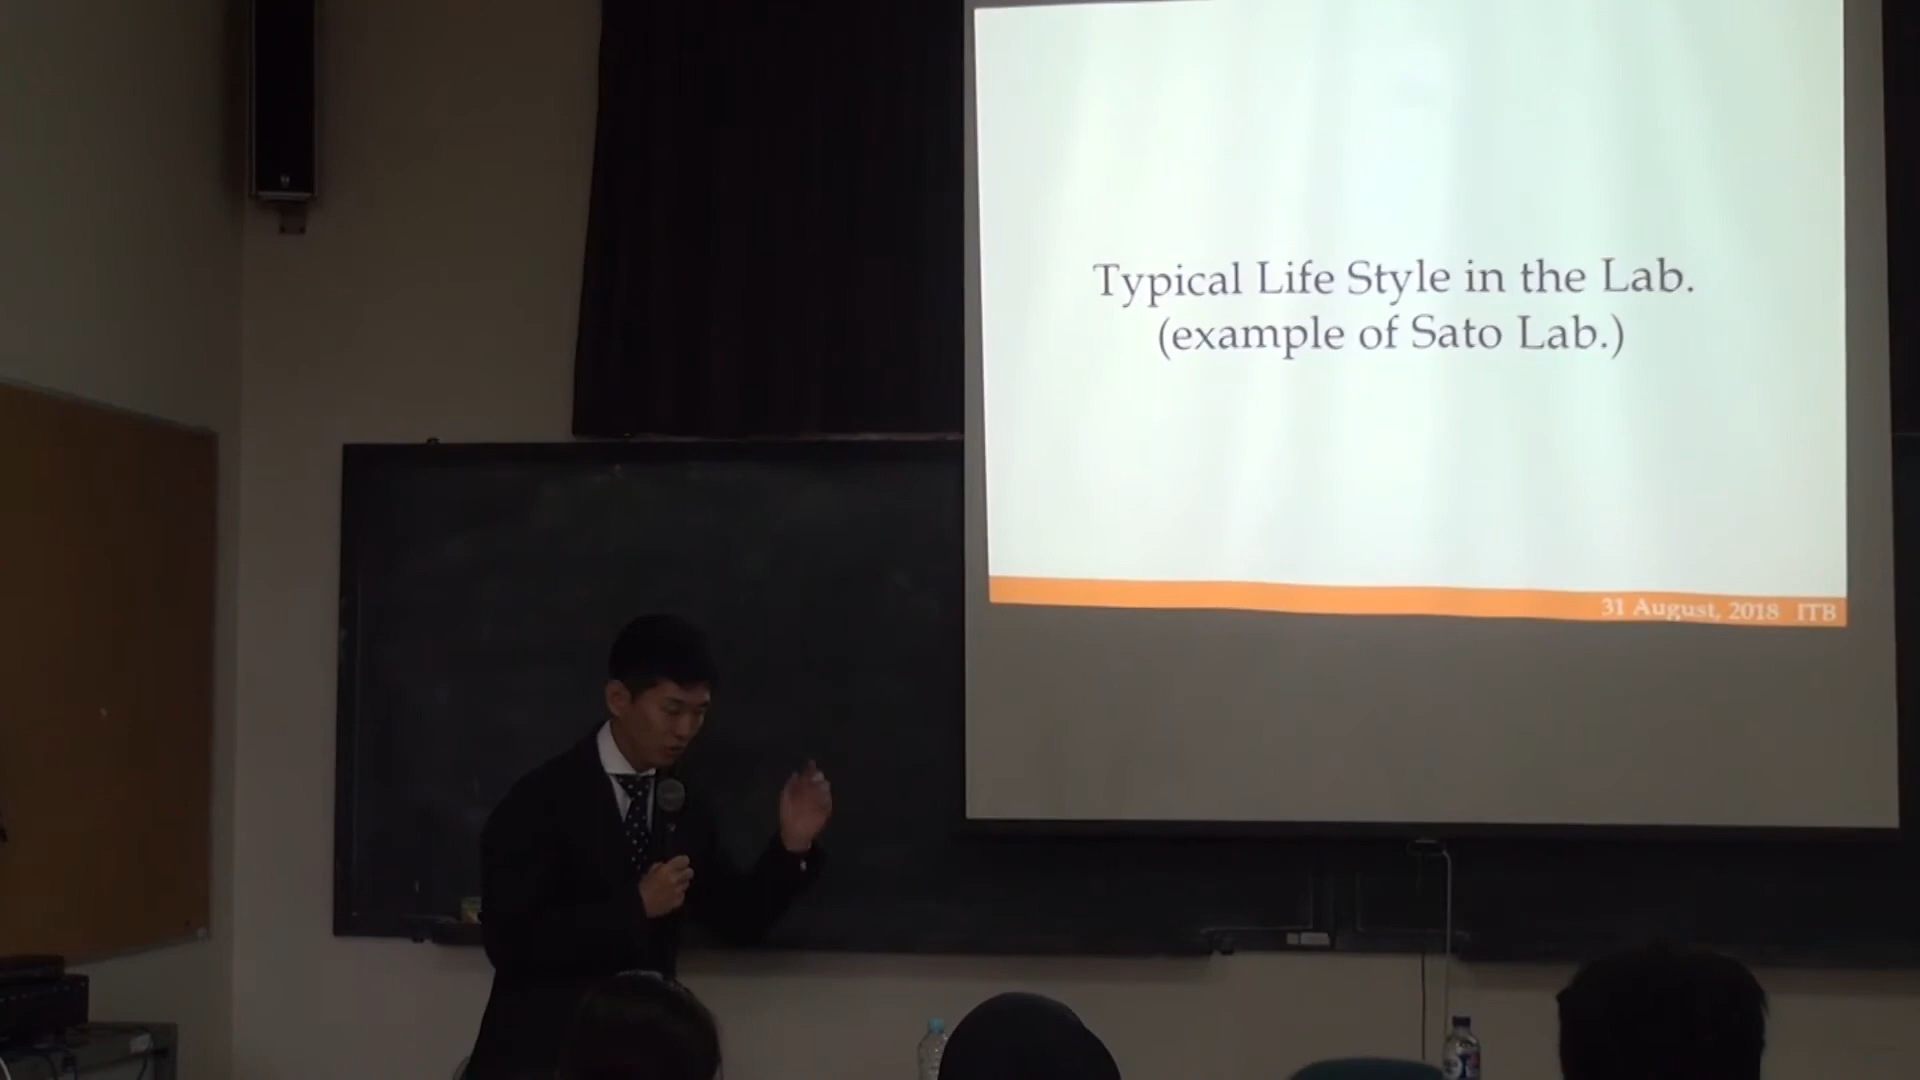 Typical Life Style in the Lab.
(example of Sato Lab.)
31 August, 2018 ITB